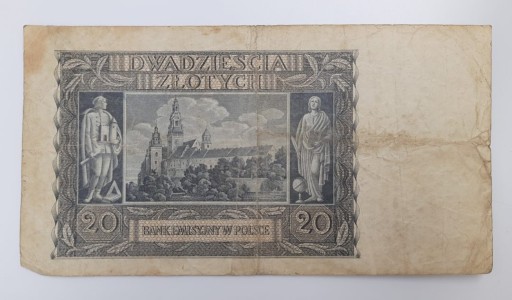 DWADZIEŚCIA
ZŁOTYCH
20
BANK EMISYJNY W POLSCE
20